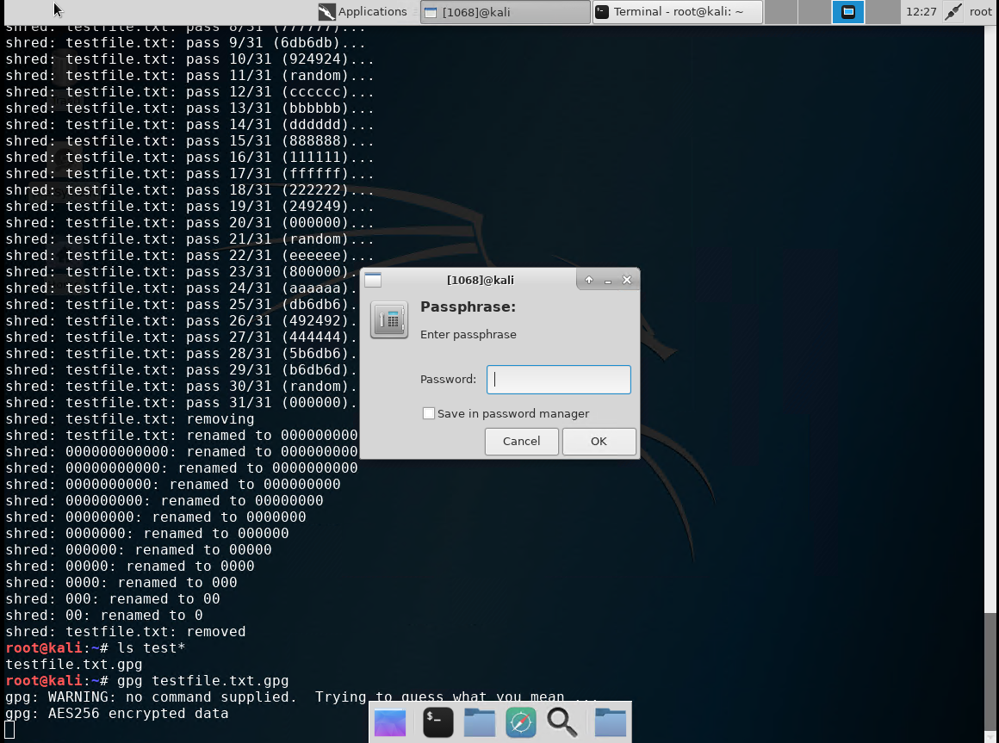 Applications
[1068]@kali
Terminal - root@kali: ~
12:27
root
shred: testfile.txt: pass 8/31 (777777)...
shred: testfile.txt: pass 9/31 (6db6db)...
shred: testfile.txt: pass 10/31 (924924)...
shred: testfile.txt: pass 11/31 (random)...
shred: testfile.txt: pass 12/31 (cccccc)...
shred: testfile.txt: pass 13/31 (bbbbbb)...
shred: testfile.txt: pass 14/31 (dddddd)...
shred: testfile.txt: pass 15/31 (888888)...
shred: testfile.txt: pass 16/31 (111111)...
shred: testfile.txt: pass 17/31 (ffffff)...
shred: testfile.txt: pass 18/31 (222222)...
shred: testfile.txt: pass 19/31 (249249)...
shred: testfile.txt: pass 20/31 (000000)...
shred: testfile.txt: pass 21/31 (random)...
shred: testfile.txt: pass 22/31 (eeeeee)...
shred: testfile.txt: pass 23/31 (800000).
shred: testfile.txt: pass 24/31 (aaaaaa).
shred: testfile.txt: pass 25/31 (db6db6).
shred: testfile.txt: pass 26/31 (492492).
shred: testfile.txt: pass 27/31 (444444).
shred: testfile.txt: pass 28/31 (5b6db6).
shred: testfile.txt: pass 29/31 (b6db6d).
shred: testfile.txt: pass 30/31 (random).
shred: testfile.txt: pass 31/31 (000000).
shred: testfile.txt: removing
shred: testfile.txt: renamed to 000000000
shred: 000000000000: renamed to 000000000
shred: 00000000000: renamed to 0000000000
shred: 0000000000: renamed to 000000000
shred: 000000000: renamed to 00000000
shred: 00000000: renamed to 0000000
shred: 0000000: renamed to 000000
shred: 000000: renamed to 00000
shred: 00000: renamed to 0000
shred: 0000: renamed to 000
shred: 000: renamed to 00
shred: 00: renamed to 0
shred: testfile.txt: removed
root@kali:~# ls test*
testfile.txt.gpg
root@kali:~# gpg testfile.txt.gpg
gpg: WARNING: no command supplied.  Trying to guess what you mean ...
gpg: AES256 encrypted data
[1068]@kali
Passphrase:
Enter passphrase
Password:
Save in password manager
Cancel
OK